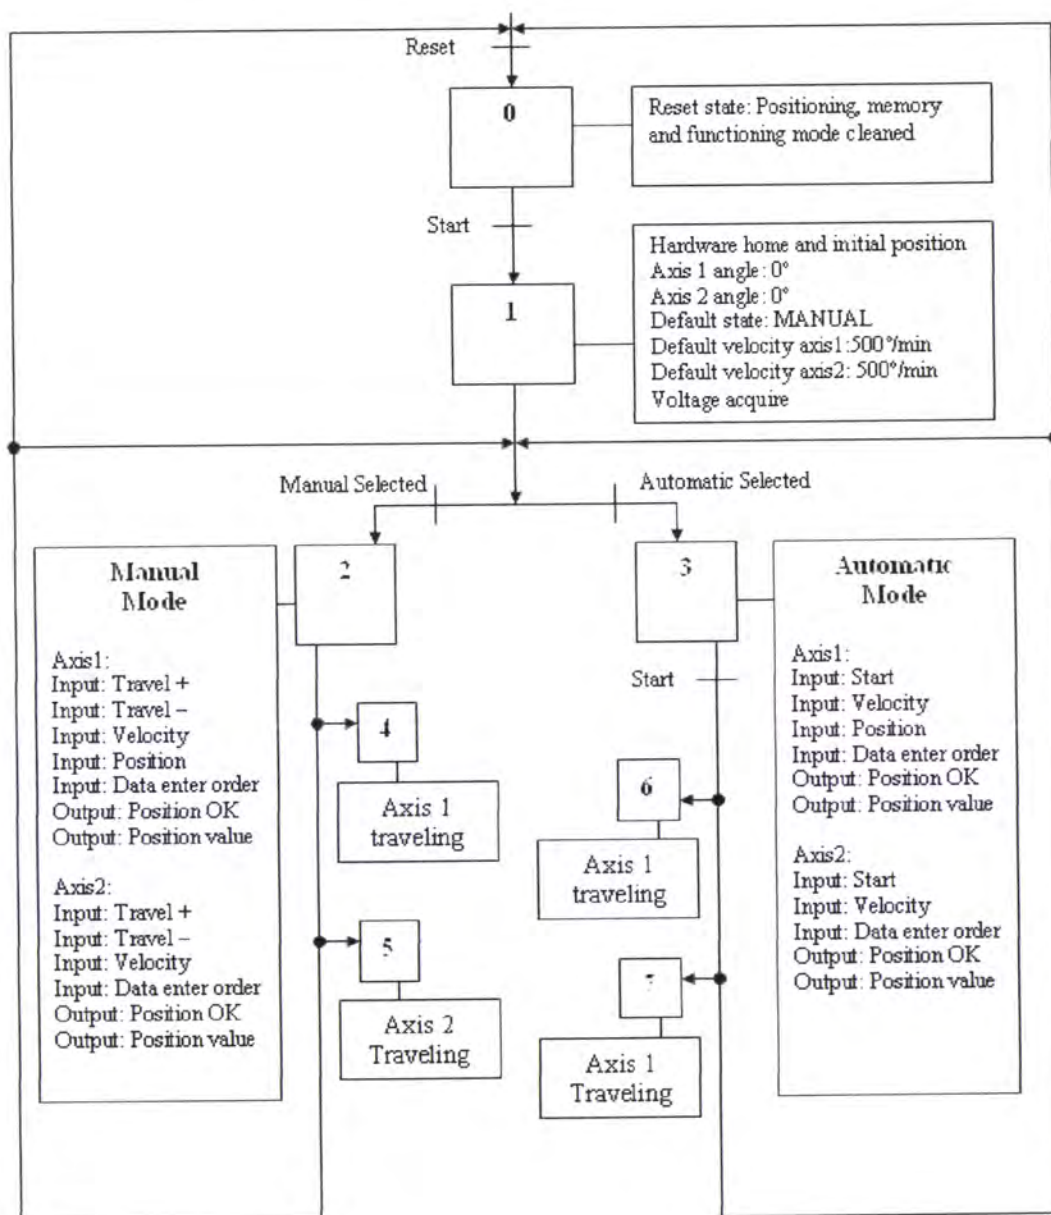 Reset
0
Reset state: Positioning, memory
and functioning mode cleaned
Start
1
Hardware home and initial position
Axis 1 angle: 0°
Axis 2 angle: 0°
Default state: MANUAL
Default velocity axis1:500°/min
Default velocity axis2: 500°/min
Voltage acquire
Manual Selected
Automatic Selected
2
3
Manual
Mode
Axis1:
Input: Travel +
Input: Travel –
Input: Velocity
Input: Position
Input: Data enter order
Output: Position OK
Output: Position value
Axis2:
Input: Travel +
Input: Travel –
Input: Velocity
Input: Data enter order
Output: Position OK
Output: Position value
4
Axis 1
traveling
5
Axis 2
Traveling
Start
6
Axis 1
traveling
7
Axis 1
Traveling
Automatic
Mode
Axis1:
Input: Start
Input: Velocity
Input: Position
Input: Data enter order
Output: Position OK
Output: Position value
Axis2:
Input: Start
Input: Velocity
Input: Data enter order
Output: Position OK
Output: Position value